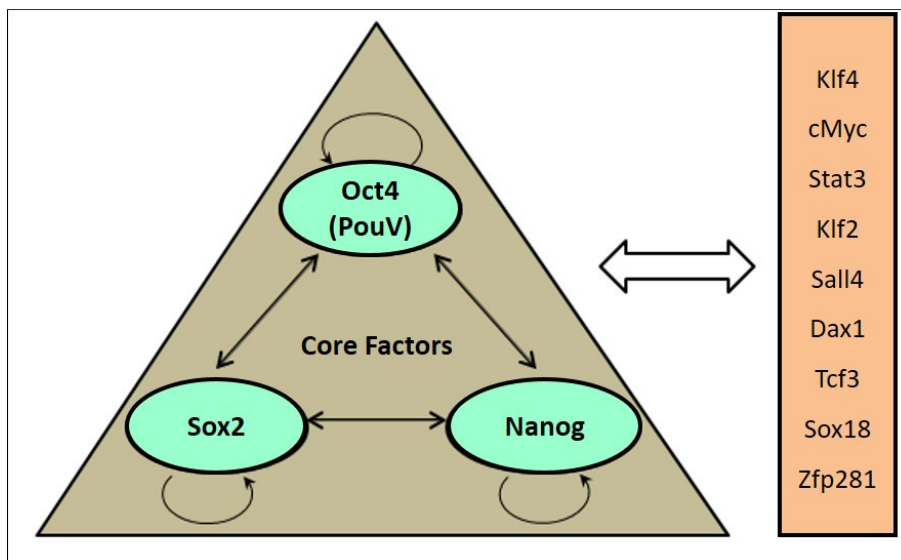 Oct4
(PouV)
Core Factors
Sox2
Nanog
Klf4
cMyc
Stat3
Klf2
Sall4
Dax1
Tcf3
Sox18
Zfp281